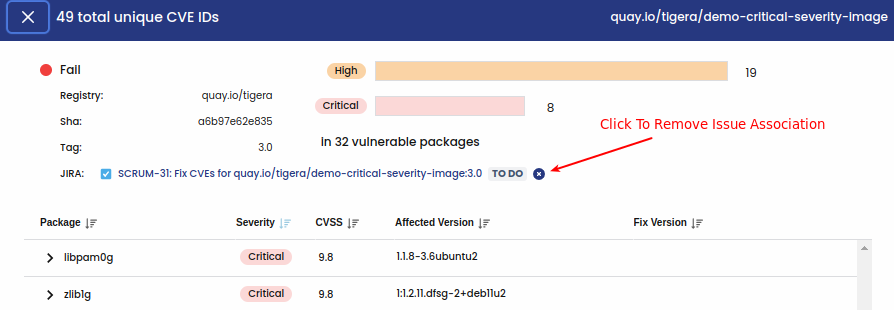 49 total unique CVE IDs
quay.io/tigera/demo-critical-severity-image
Fail
High
19
Registry:
quay.io/tigera
Critical
8
Sha:
a6b97e62e835
Click To Remove Issue Association
Tag:
3.0
In 32 vulnerable packages
JIRA:
SCRUM-31: Fix CVEs for quay.io/tigera/demo-critical-severity-image:3.0 TO DO
Package Severity CVSS Affected Version Fix Version
libpam0g Critical 9.8 1.1.8-3.6ubuntu2
zlib1g Critical 9.8 1:1.2.11.dfsg-2+deb11u2